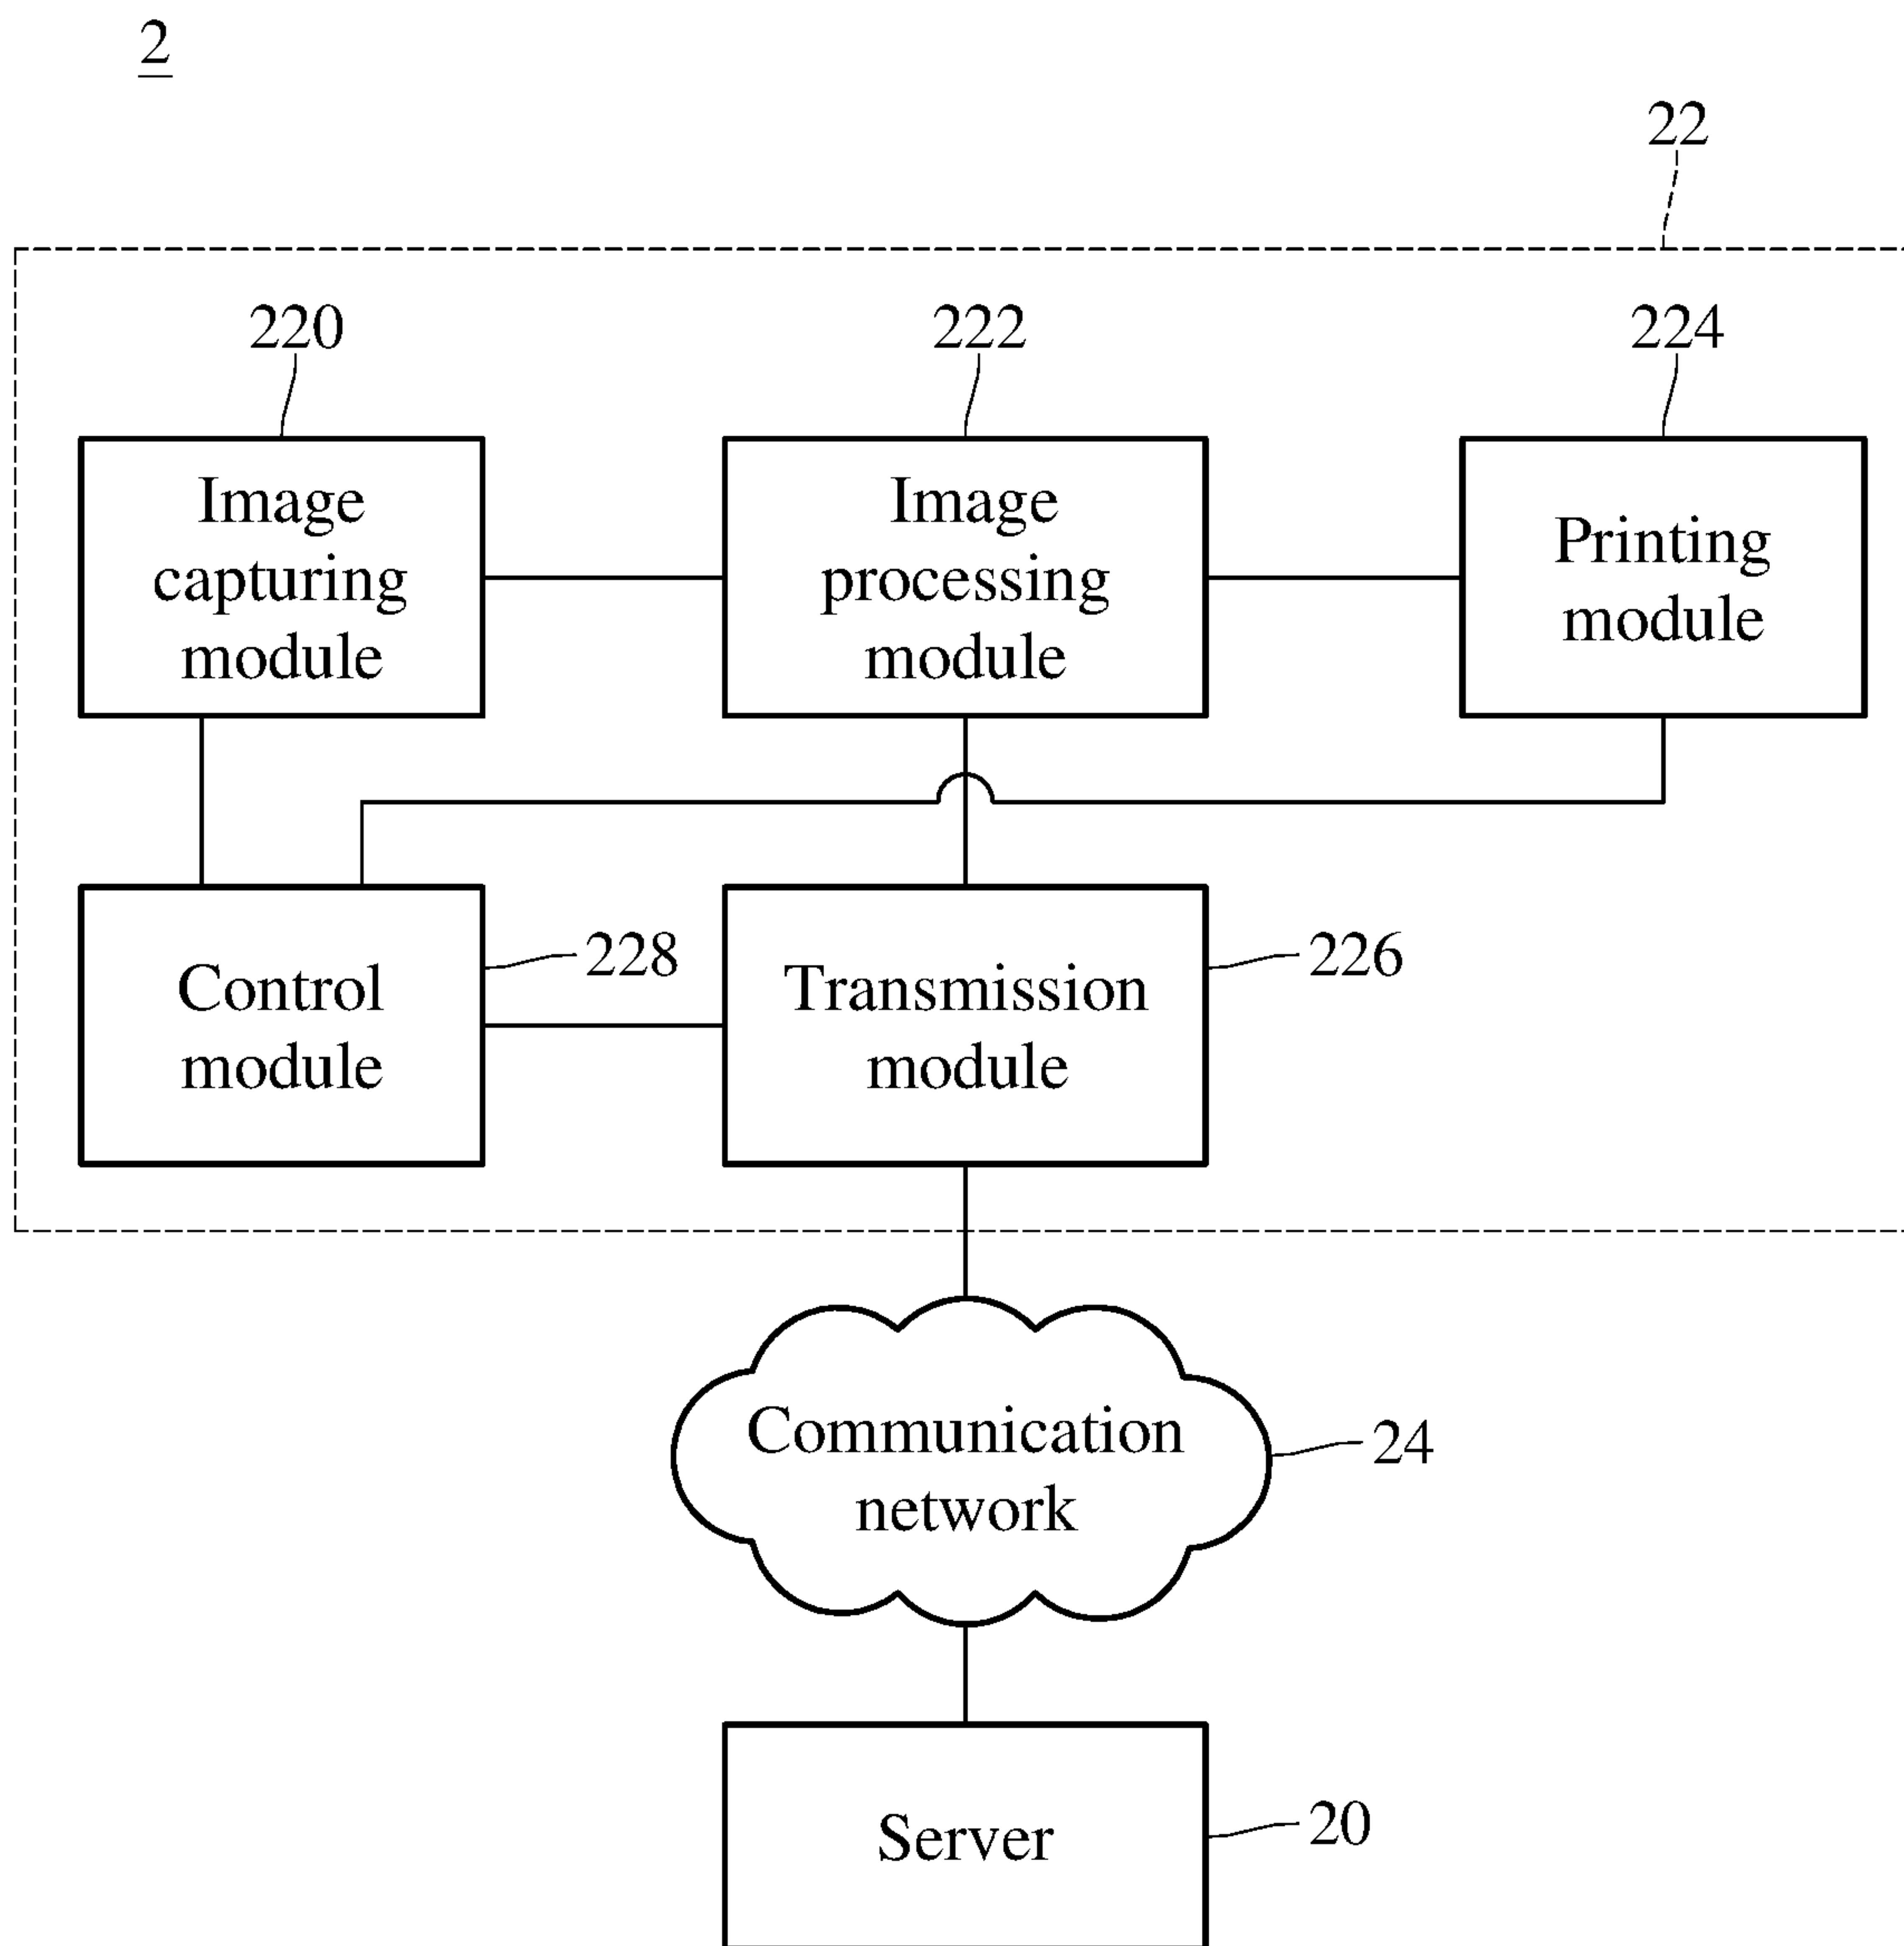 2
22
220
222
224
Image
capturing
module
Image
processing
module
Printing
module
Control
module
228
Transmission
module
226
Communication
network
24
Server
20